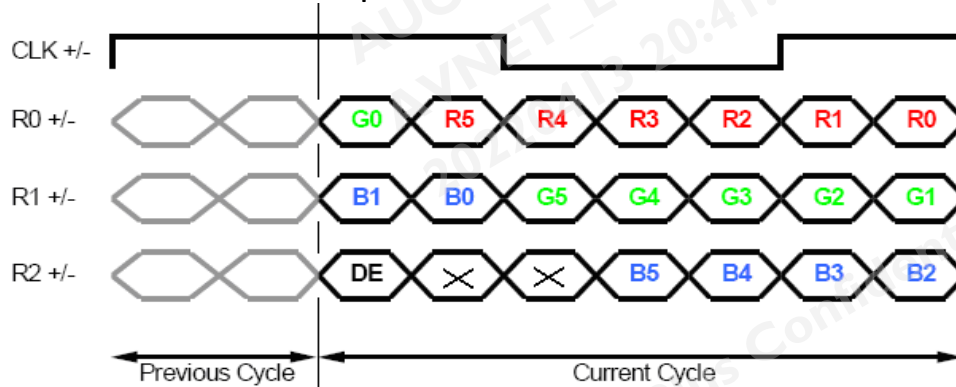 CLK +/-
R0 +/- G0 R5 R4 R3 R2 R1 R0
R1 +/- B1 B0 G5 G4 G3 G2 G1
R2 +/- DE B5 B4 B3 B2
Previous Cycle Current Cycle